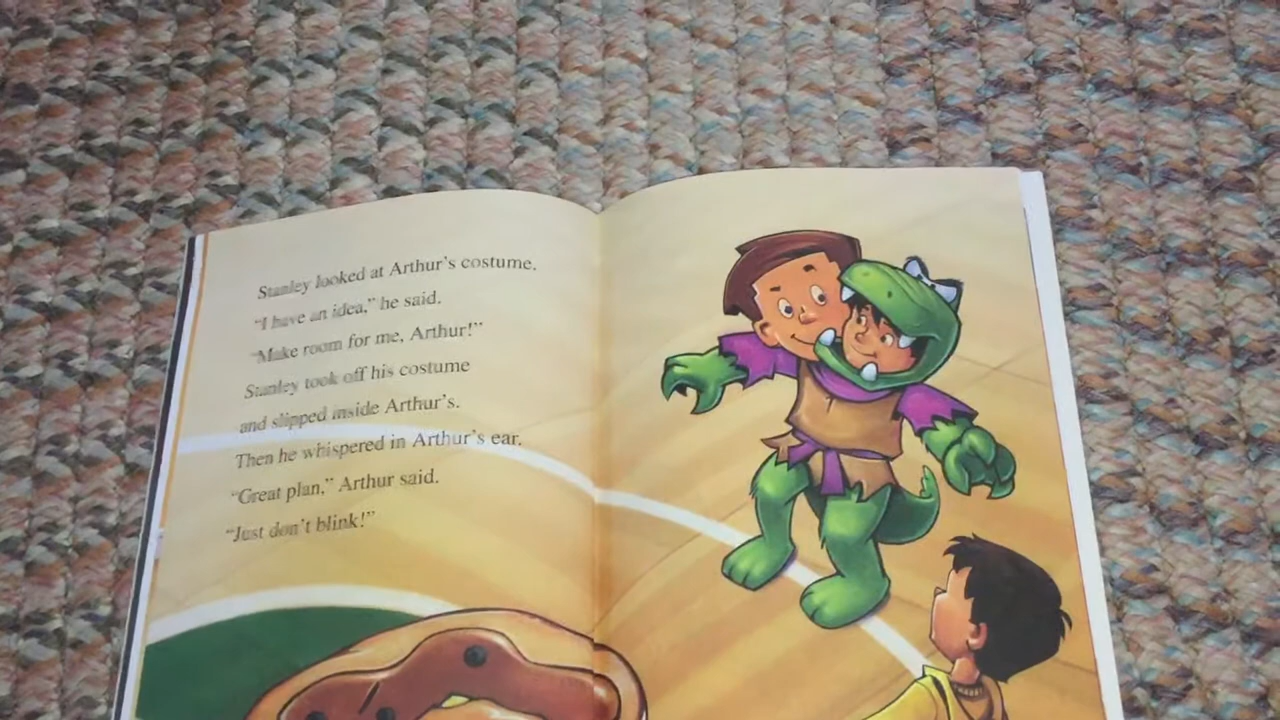 Stanley looked at Arthur's costume.
"I have an idea," he said.
"Make room for me, Arthur!"
Stanley took off his costume
and slipped inside Arthur's.
Then he whispered in Arthur's ear.
"Great plan," Arthur said.
"Just don't blink!"